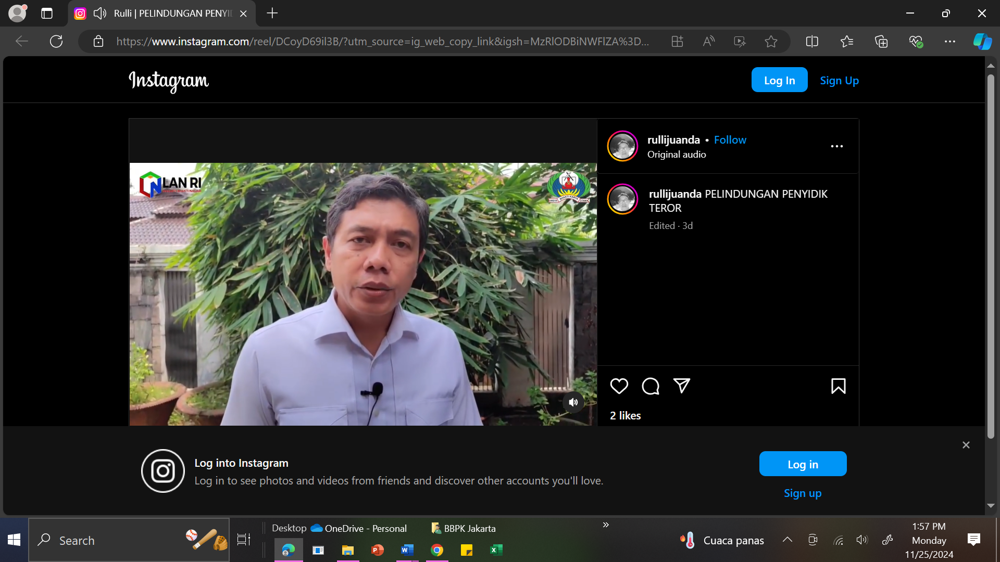 Rulli | PELINDUNGAN PENYI
https://www.instagram.com/reel/DCoyD69il3B/?utm_source=ig_web_copy_link&igsh=MzRlODBiNWFlZA%3D...
Instagram
Log In
Sign Up
LAN RI
rullijuanda • Follow
Original audio
rullijuanda PELINDUNGAN PENYIDIK
TEROR
Edited · 3d
2 likes
Log into Instagram
Log in to see photos and videos from friends and discover other accounts you'll love.
Log in
Sign up
Search
Desktop
OneDrive - Personal
BBPK Jakarta
Cuaca panas
1:57 PM
Monday
11/25/2024